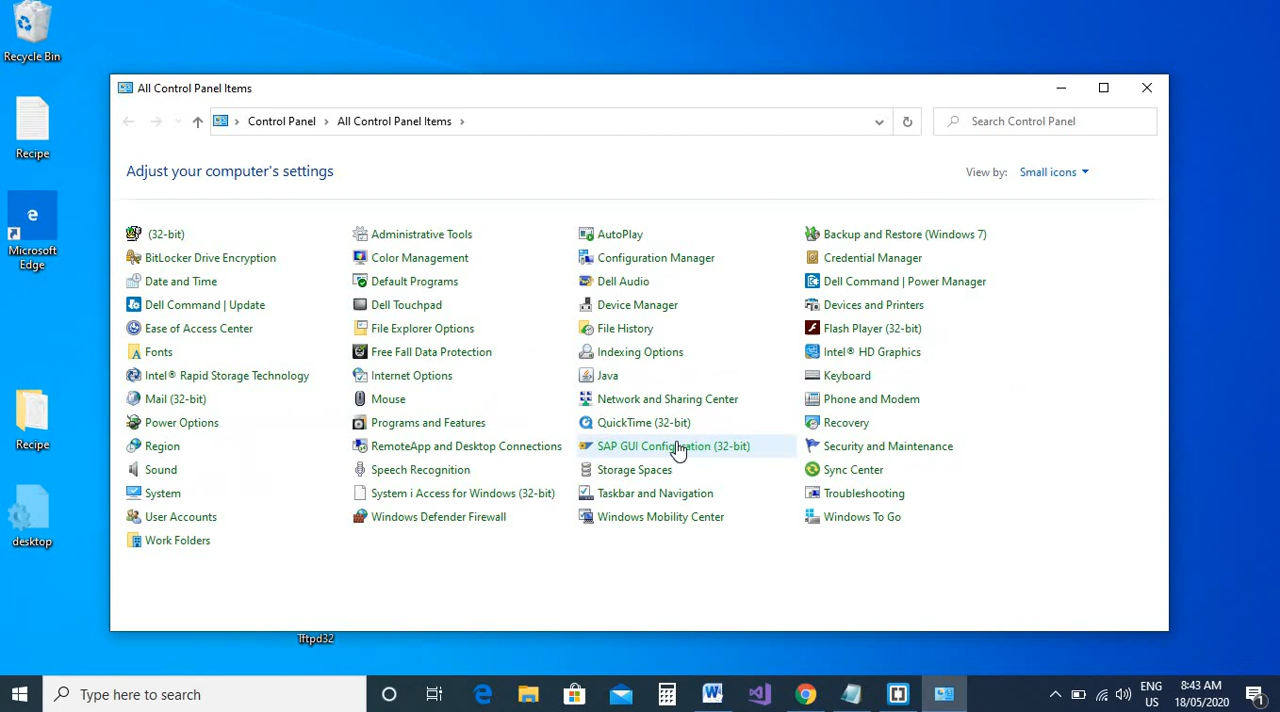 Recycle Bin
Recipe
Microsoft
Edge
Recipe
desktop
Tftpd32
All Control Panel Items
Control Panel > All Control Panel Items >
Search Control Panel
Adjust your computer's settings
View by: Small icons
(32-bit)
Administrative Tools
AutoPlay
Backup and Restore (Windows 7)
BitLocker Drive Encryption
Color Management
Configuration Manager
Credential Manager
Date and Time
Default Programs
Dell Audio
Dell Command | Power Manager
Dell Command | Update
Dell Touchpad
Device Manager
Devices and Printers
Ease of Access Center
File Explorer Options
File History
Flash Player (32-bit)
Fonts
Free Fall Data Protection
Indexing Options
Intel® HD Graphics
Intel® Rapid Storage Technology
Internet Options
Java
Keyboard
Mail (32-bit)
Mouse
Network and Sharing Center
Phone and Modem
Power Options
Programs and Features
QuickTime (32-bit)
Recovery
Region
RemoteApp and Desktop Connections
SAP GUI Configuration (32-bit)
Security and Maintenance
Sound
Speech Recognition
Storage Spaces
Sync Center
System
System i Access for Windows (32-bit)
Taskbar and Navigation
Troubleshooting
User Accounts
Windows Defender Firewall
Windows Mobility Center
Windows To Go
Work Folders
Type here to search
ENG
US
8:43 AM
18/05/2020
1